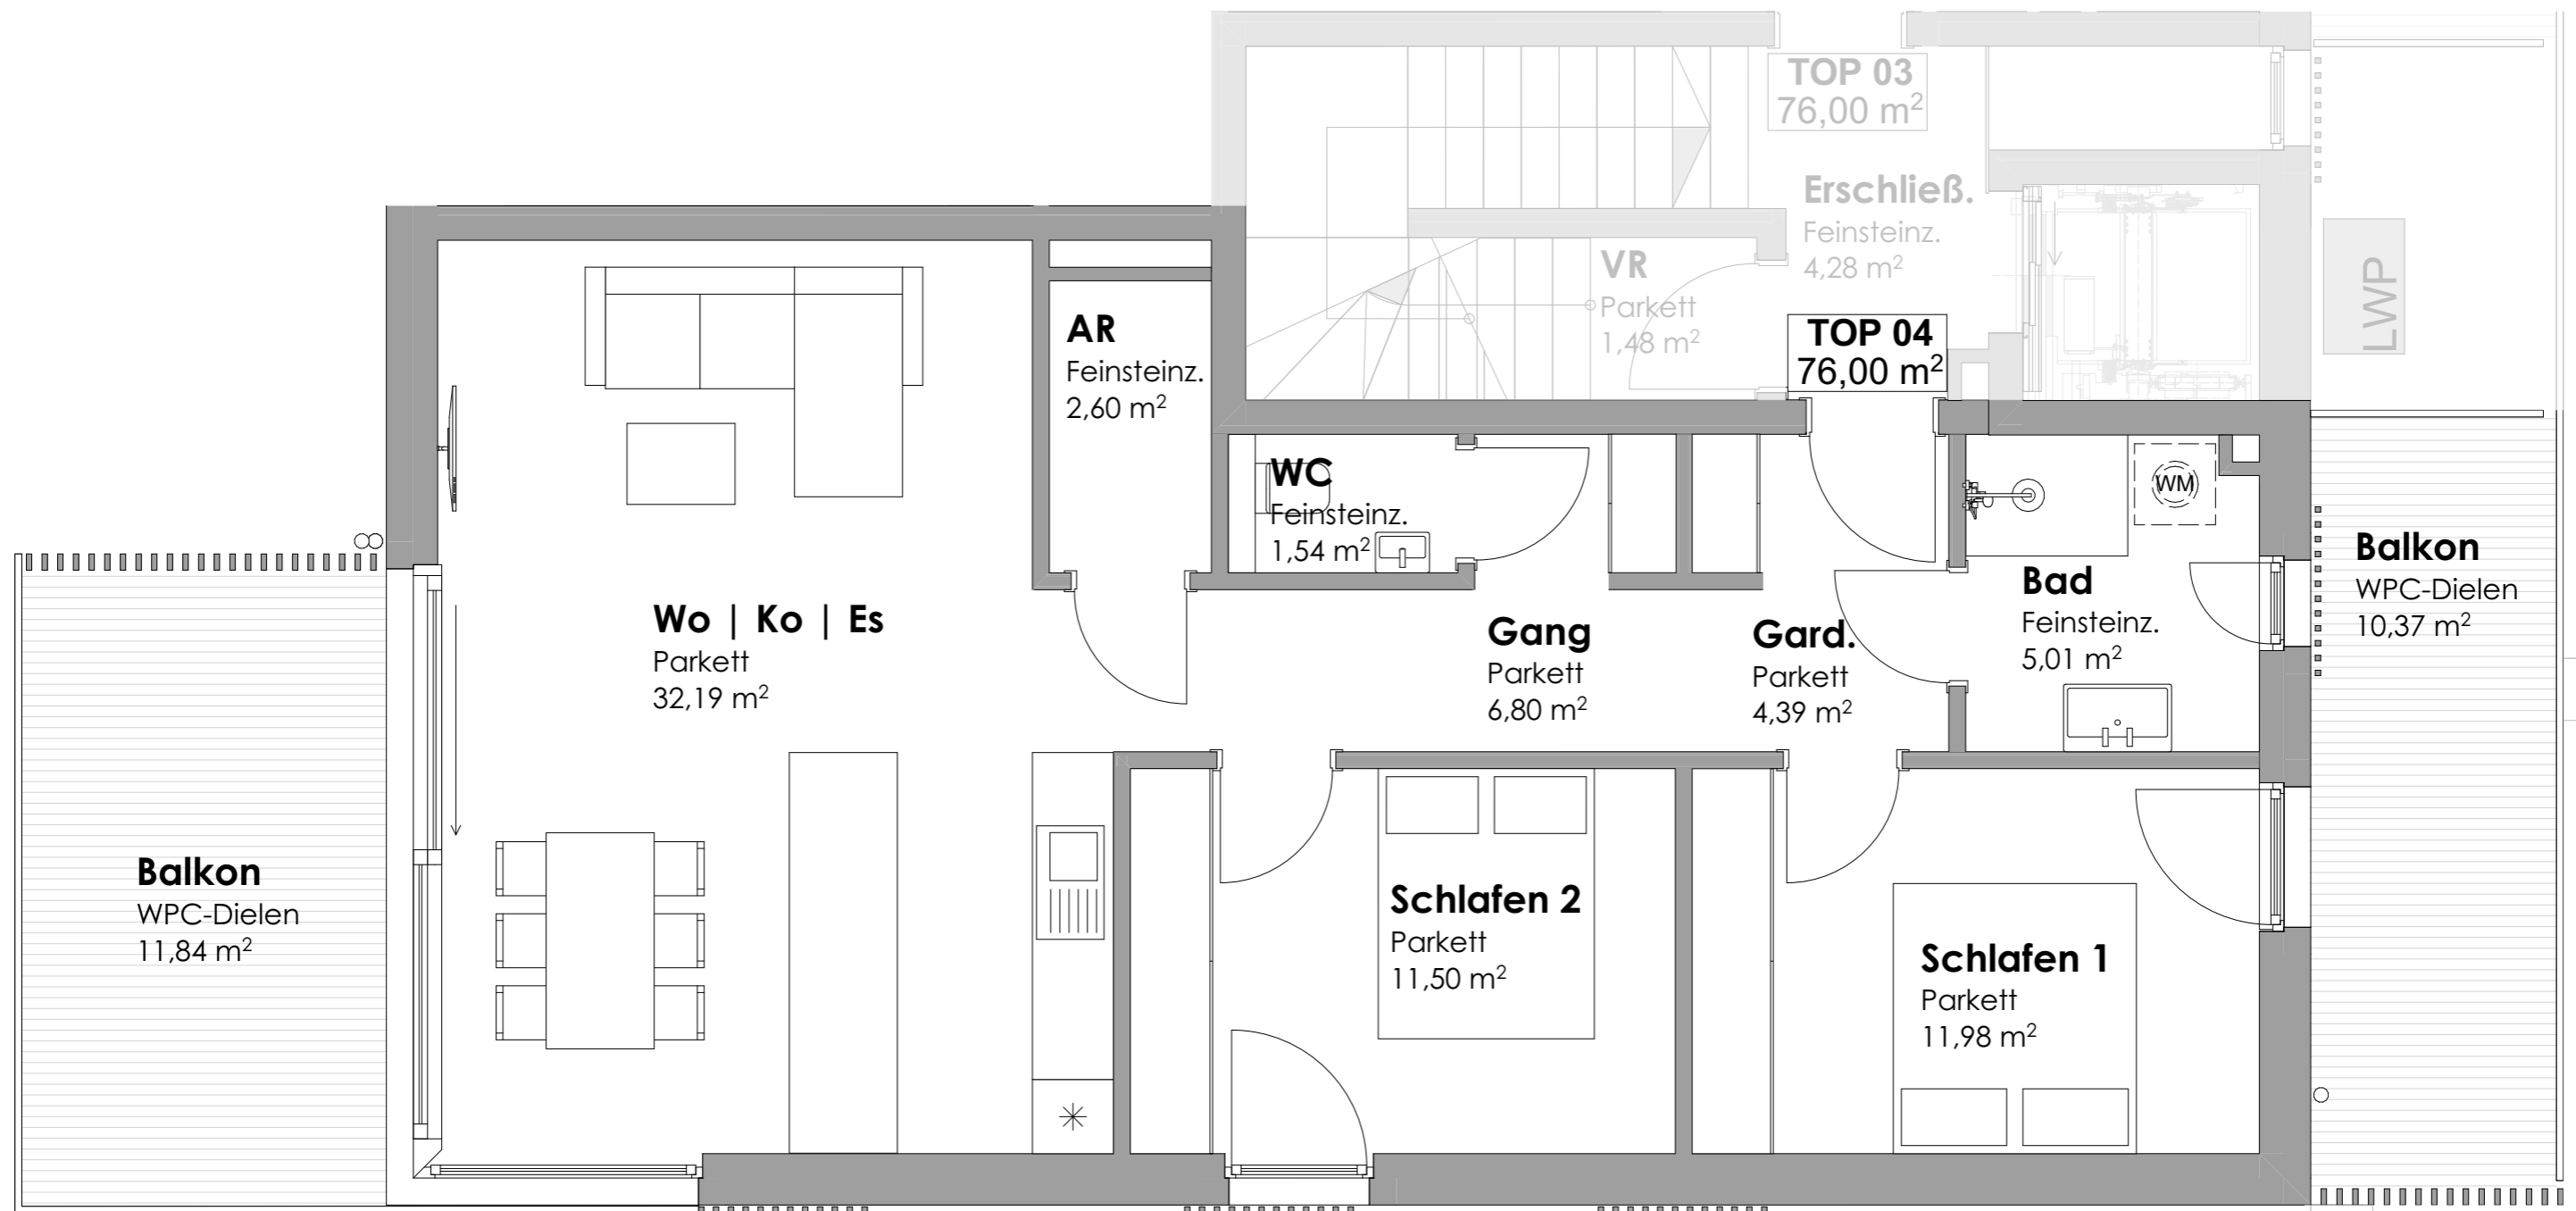 TOP 03
76,00 m²
Erschließ.
Feinsteinz.
4,28 m²
VR
Parkett
1,48 m²
LWP
TOP 04
76,00 m²
AR
Feinsteinz.
2,60 m²
WC
Feinsteinz.
1,54 m²
WM
Balkon
WPC-Dielen
10,37 m²
Bad
Feinsteinz.
5,01 m²
Wo | Ko | Es
Parkett
32,19 m²
Gang
Parkett
6,80 m²
Gard.
Parkett
4,39 m²
Balkon
WPC-Dielen
11,84 m²
Schlafen 2
Parkett
11,50 m²
Schlafen 1
Parkett
11,98 m²